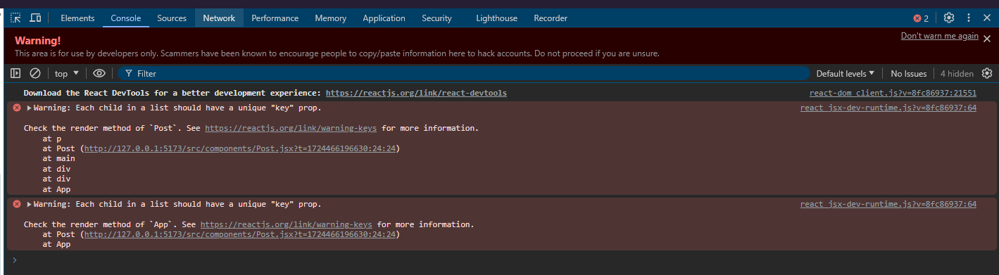 Elements Console Sources Network Performance Memory Application Security Lighthouse Recorder 2
Warning! Don't warn me again
This area is for use by developers only. Scammers have been known to encourage people to copy/paste information here to hack accounts. Do not proceed if you are unsure.
top Filter Default levels No Issues 4 hidden
Download the React DevTools for a better development experience: https://reactjs.org/link/react-devtools react-dom_client.js?v=8fc86937:21551
Warning: Each child in a list should have a unique "key" prop. react_jsx-dev-runtime.js?v=8fc86937:64
Check the render method of `Post`. See https://reactjs.org/link/warning-keys for more information.
at p
at Post (http://127.0.0.1:5173/src/components/Post.jsx?t=1724466196630:24:24)
at main
at div
at div
at App
Warning: Each child in a list should have a unique "key" prop. react_jsx-dev-runtime.js?v=8fc86937:64
Check the render method of `App`. See https://reactjs.org/link/warning-keys for more information.
at Post (http://127.0.0.1:5173/src/components/Post.jsx?t=1724466196630:24:24)
at App